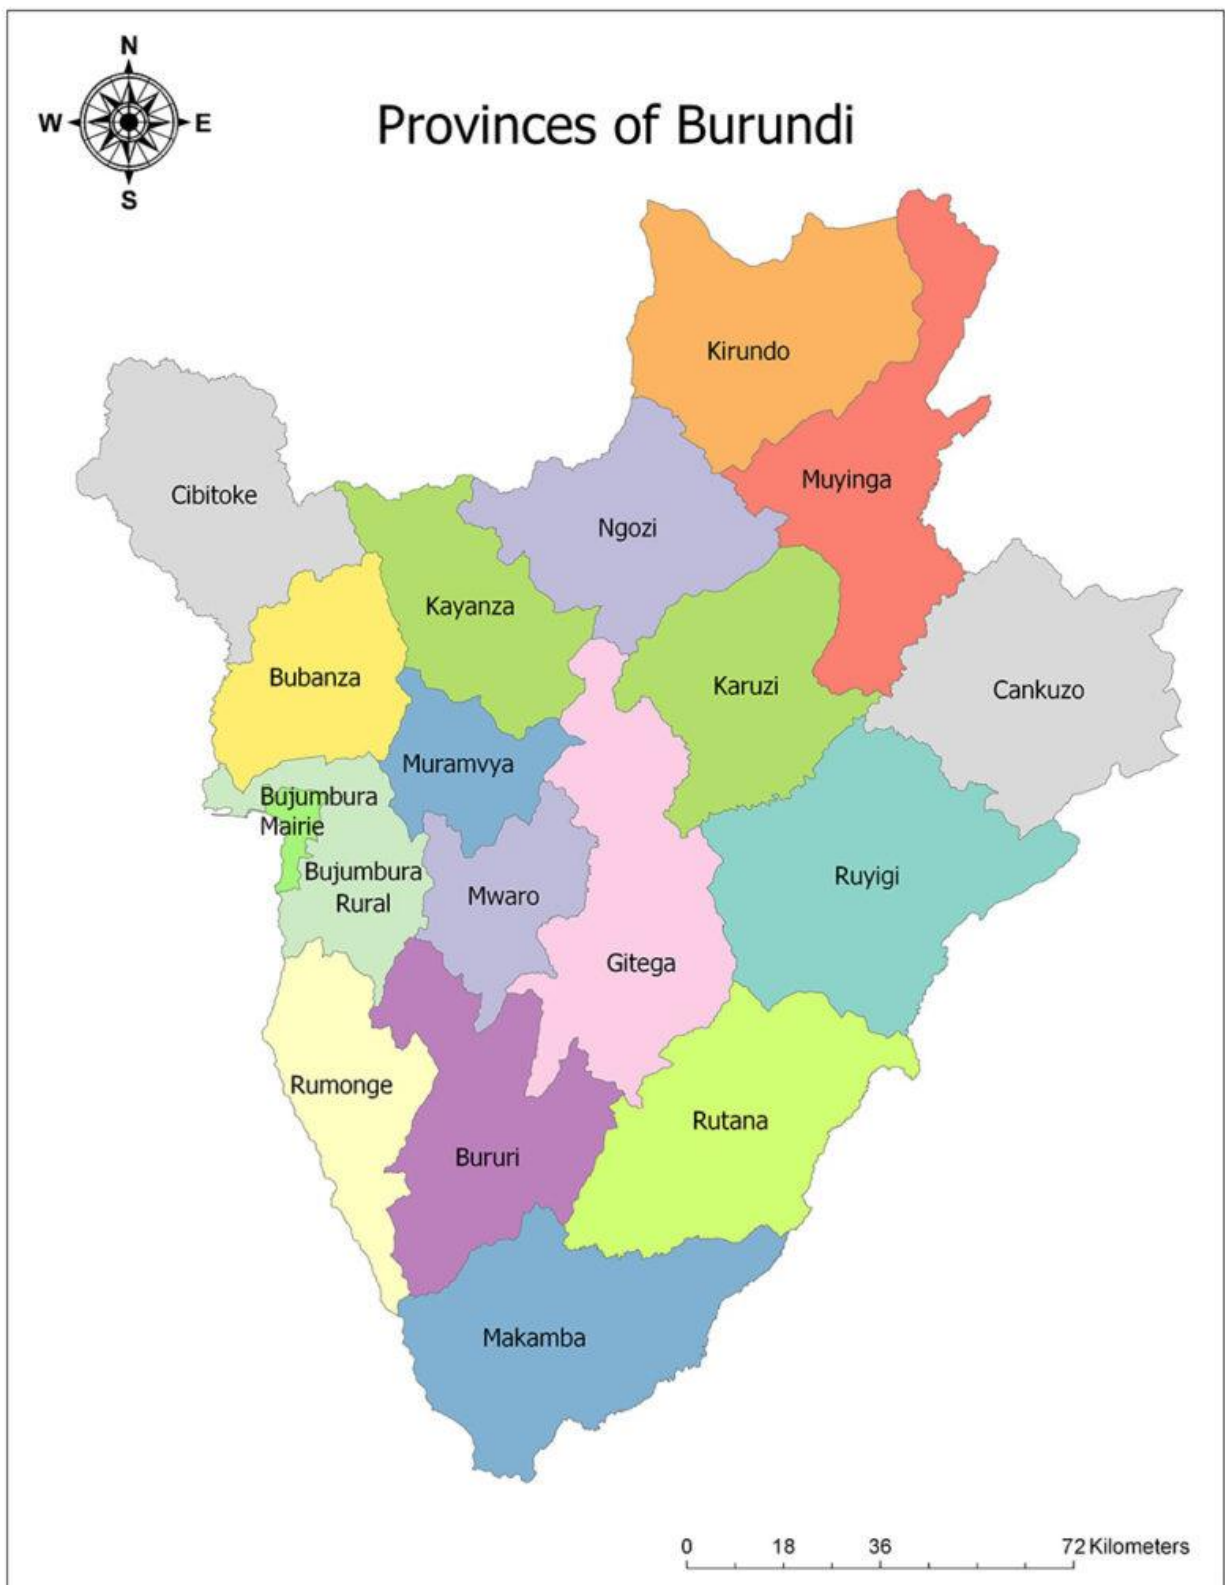 N
W E
S
Provinces of Burundi
Kirundo
Muyinga
Cibitoke
Ngozi
Kayanza
Bubanza
Karuzi
Cankuzo
Muramvya
Bujumbura
Mairie
Bujumbura
Rural
Mwaro
Ruyigi
Gitega
Rumonge
Rutana
Bururi
Makamba
0 18 36 72 Kilometers